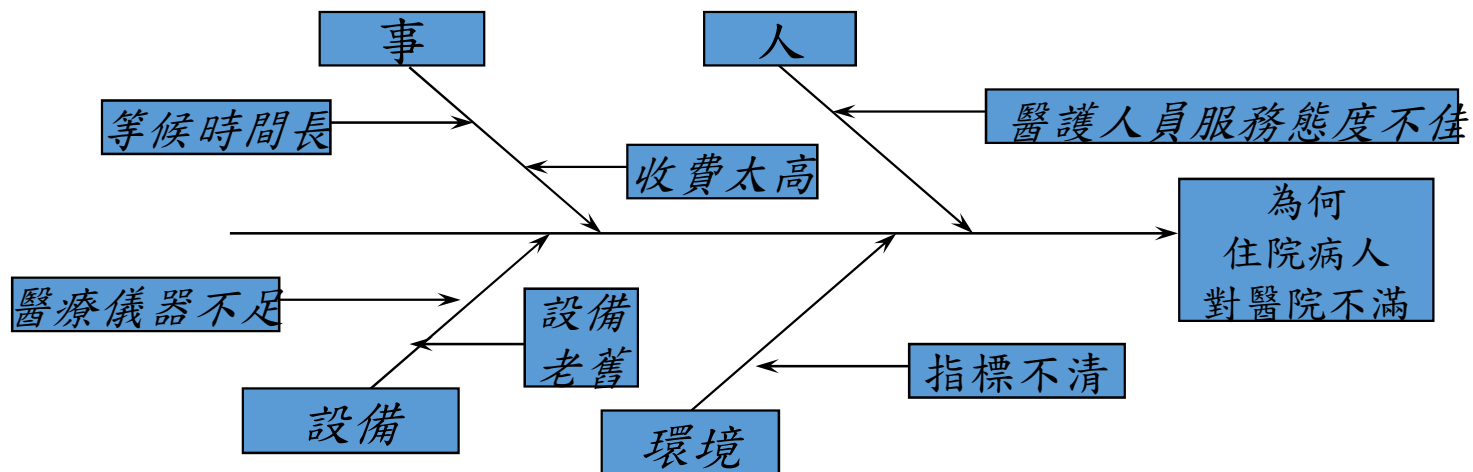 事
人
等候時間長
醫護人員服務態度不佳
收費太高
為何
住院病人
對醫院不滿
醫療儀器不足
設備
老舊
指標不清
設備
環境